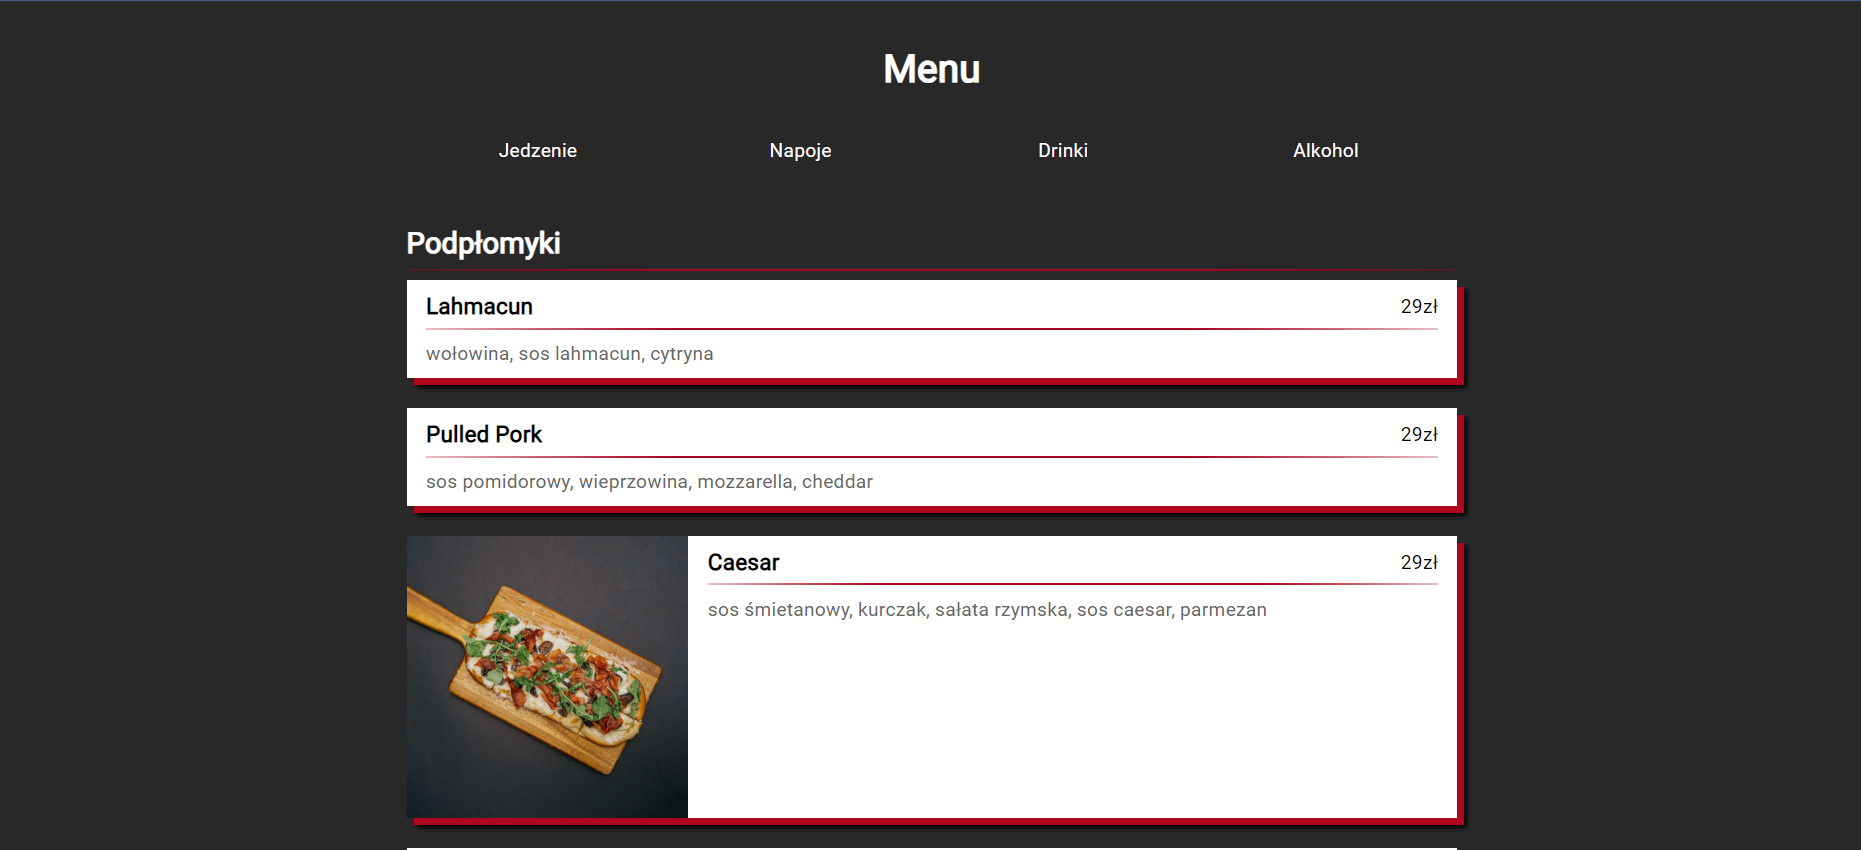 Menu
Jedzenie Napoje Drinki Alkohol
Podpłomyki
Lahmacun 29zł
wołowina, sos lahmacun, cytryna
Pulled Pork 29zł
sos pomidorowy, wieprzowina, mozzarella, cheddar
Caesar 29zł
sos śmietanowy, kurczak, sałata rzymska, sos caesar, parmezan